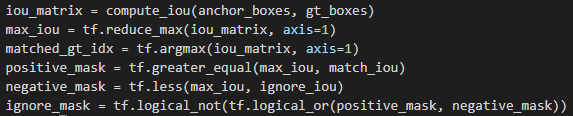 iou_matrix = compute_iou(anchor_boxes, gt_boxes)
max_iou = tf.reduce_max(iou_matrix, axis=1)
matched_gt_idx = tf.argmax(iou_matrix, axis=1)
positive_mask = tf.greater_equal(max_iou, match_iou)
negative_mask = tf.less(max_iou, ignore_iou)
ignore_mask = tf.logical_not(tf.logical_or(positive_mask, negative_mask))